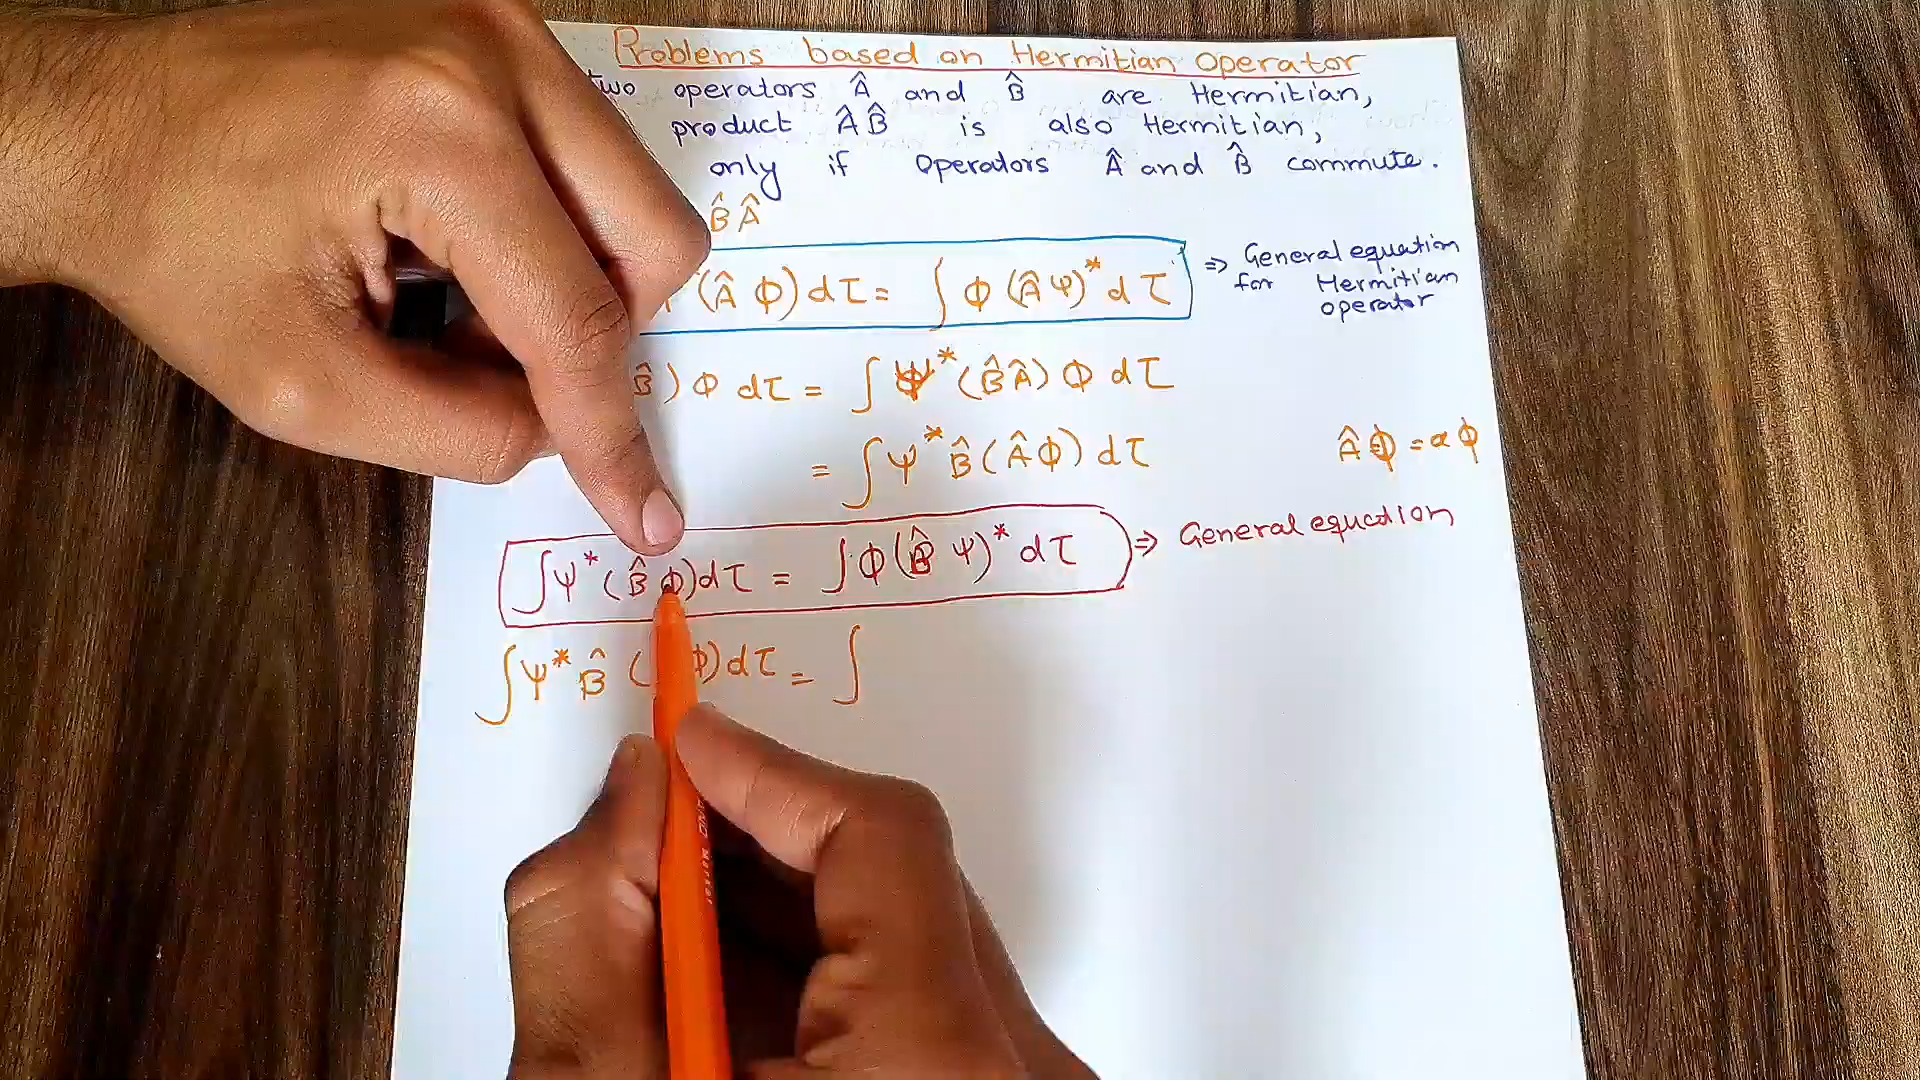 Problems based on Hermitian Operator
two operators Â and B̂ are Hermitian,
product ÂB̂ is also Hermitian,
only if Operators Â and B̂ commute.
B̂Â
(Â Φ) dτ = ∫ Φ (Â Ψ)* dτ ⇒ General equation
for Hermitian
operator
B̂) Φ dτ = ∫ Ψ* (B̂Â) Φ dτ
= ∫ Ψ* B̂ (ÂΦ) dτ
Â Φ = α Φ
∫ Ψ* (B̂ Φ) dτ = ∫ Φ (B̂ Ψ)* dτ ⇒ General equation
∫ Ψ* B̂ ( Φ) dτ = ∫